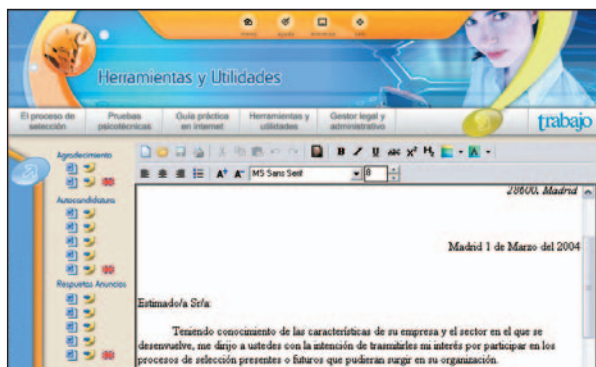 menú ayuda
Herramientas y Utilidades
El proceso de selección
Pruebas psicotécnicas
Guía práctica en internet
Herramientas y utilidades
Gestor legal y administrativo
trabajo
Agradecimiento
Autocandidatura
Respuestas Anuncios
MS Sans Serif
8
28600, Madrid
Madrid 1 de Marzo del 2004
Estimado/a Sr/a:
Teniendo conocimiento de las características de su empresa y el sector en el que se
desenvuelve, me dirijo a ustedes con la intención de trasmitirles mi interés por participar en los
procesos de selección presentes o futuros que pudieran surgir en su organización.